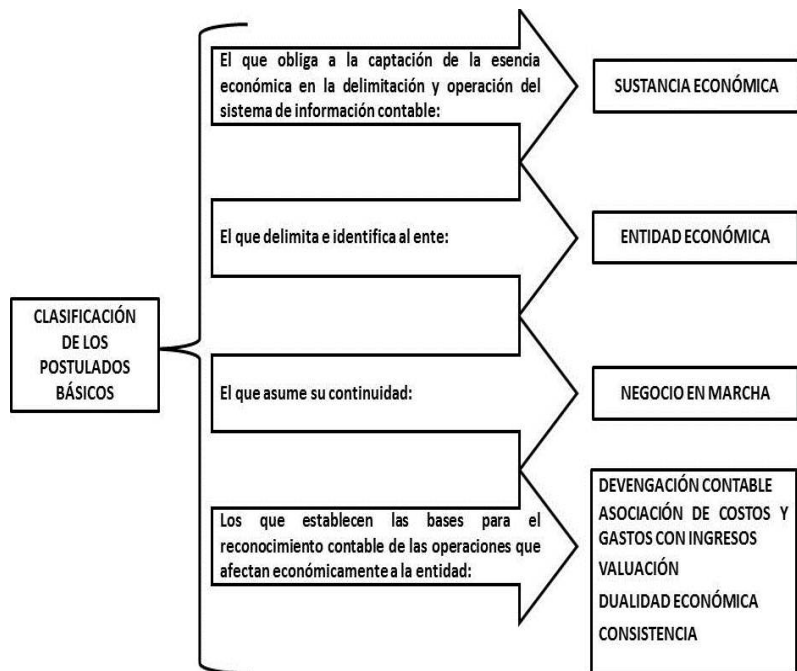 El que obliga a la captación de la esencia
económica en la delimitación y operación del
sistema de información contable:
SUSTANCIA ECONÓMICA
El que delimita e identifica al ente:
ENTIDAD ECONÓMICA
CLASIFICACIÓN
DE LOS
POSTULADOS
BÁSICOS
El que asume su continuidad:
NEGOCIO EN MARCHA
Los que establecen las bases para el
reconocimiento contable de las operaciones que
afectan económicamente a la entidad:
DEVENGACIÓN CONTABLE
ASOCIACIÓN DE COSTOS Y
GASTOS CON INGRESOS
VALUACIÓN
DUALIDAD ECONÓMICA
CONSISTENCIA